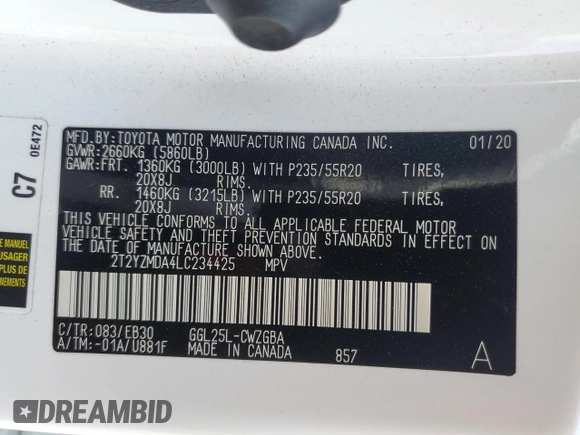 MFD.BY:TOYOTA MOTOR MANUFACTURING CANADA INC. 01/20
GVWR:2660KG (5860LB)
GAWR:FRT. 1360KG (3000LB) WITH P235/55R20 TIRES,
20X8J RIMS.
RR. 1460KG (3215LB) WITH P235/55R20 TIRES,
20X8J RIMS.
THIS VEHICLE CONFORMS TO ALL APPLICABLE FEDERAL MOTOR
VEHICLE SAFETY AND THEFT PREVENTION STANDARDS IN EFFECT ON
THE DATE OF MANUFACTURE SHOWN ABOVE.
2T2YZMDA4LC234425 MPV
C/TR:083/EB30 GGL25L-CWZGBA
A/TM:-01A/U881F MADE IN CANADA 857 A
C7 0E472
E MANUEL
USAGER
USAGER
DREAMBID